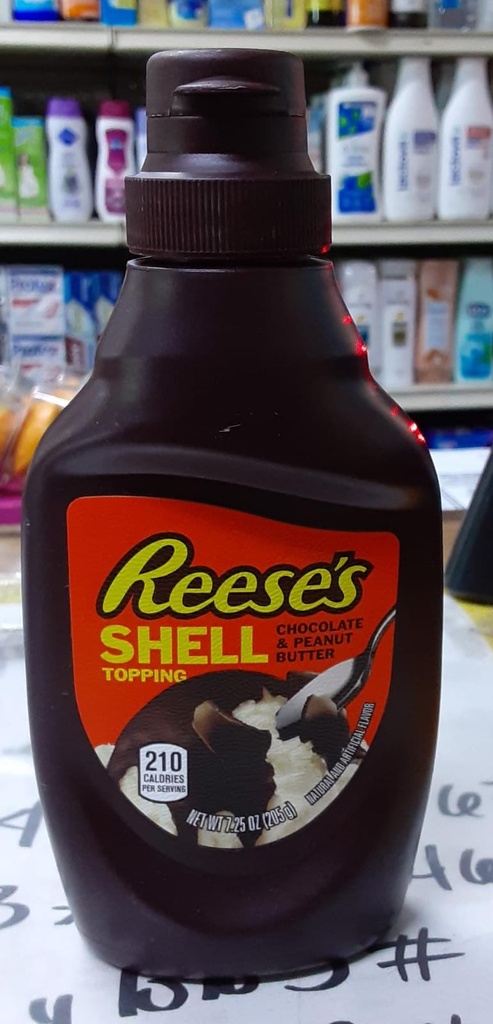 Reese's
SHELL
TOPPING
CHOCOLATE
& PEANUT
BUTTER
210
CALORIES
PER SERVING
NET WT 7.25 OZ (205 g)
NATURAL AND ARTIFICIAL FLAVOR